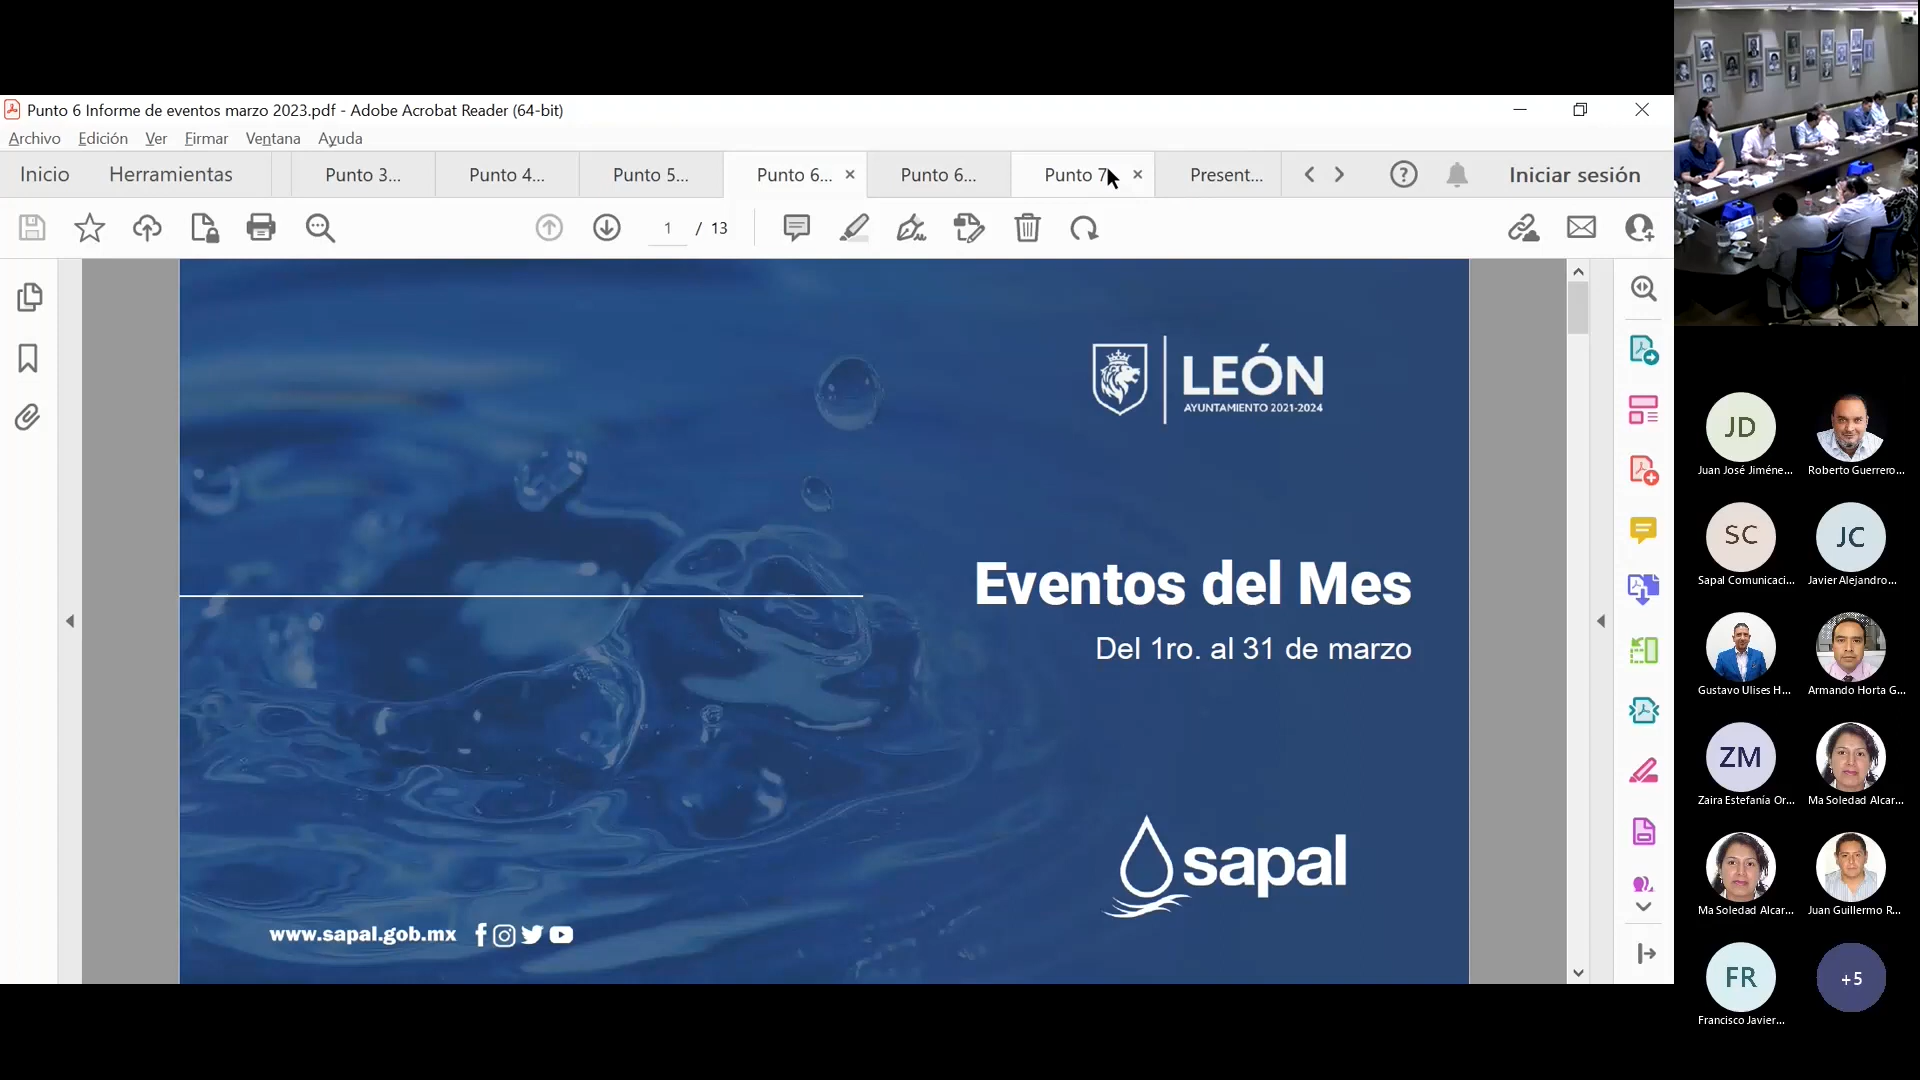 Punto 6 Informe de eventos marzo 2023.pdf - Adobe Acrobat Reader (64-bit)
Archivo Edición Ver Firmar Ventana Ayuda
Inicio Herramientas Punto 3... Punto 4... Punto 5... Punto 6... Punto 6... Punto 7 Present... Iniciar sesión
1 / 13
LEÓN
AYUNTAMIENTO 2021-2024
Eventos del Mes
Del 1ro. al 31 de marzo
sapal
www.sapal.gob.mx
JD
Juan José Jiméne... Roberto Guerrero...
SC JC
Sapal Comunicaci... Javier Alejandro...
Gustavo Ulises H... Armando Horta G...
ZM
Zaira Estefanía Or... Ma Soledad Alcar...
Ma Soledad Alcar... Juan Guillermo R...
FR +5
Francisco Javier...